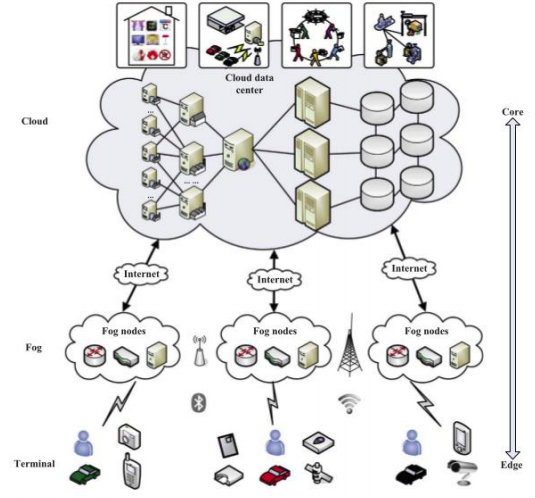 Cloud data
center
Cloud
Core
...
... ...
...
Internet
Internet
Internet
Fog nodes
Fog nodes
Fog nodes
Fog
Terminal
Edge